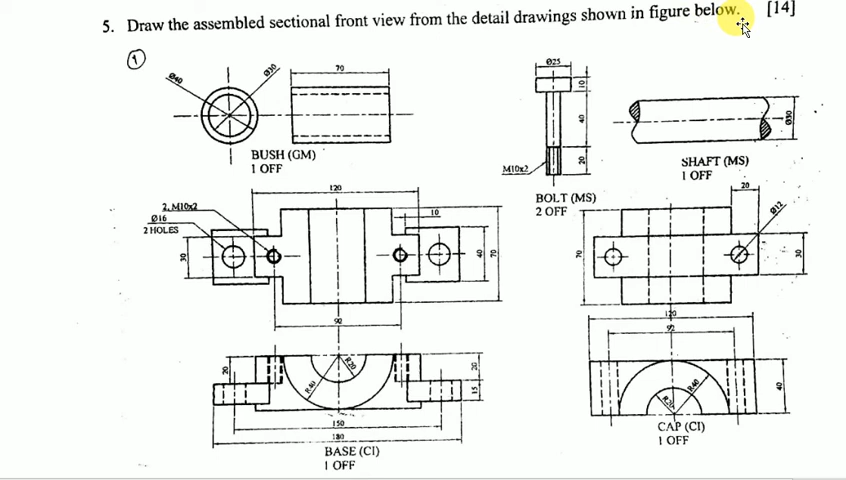 5. Draw the assembled sectional front view from the detail drawings shown in figure below. [14]
1
Ø40
Ø30
70
BUSH (GM)
1 OFF
Ø25
10
40
20
M10x2
BOLT (MS)
2 OFF
Ø30
SHAFT (MS)
1 OFF
120
2, M10x2
Ø16
2 HOLES
30
10
40
70
90
20
Ø12
70
30
20
R40
R20
20
15
150
180
BASE (CI)
1 OFF
120
R20
R40
40
CAP (CI)
1 OFF